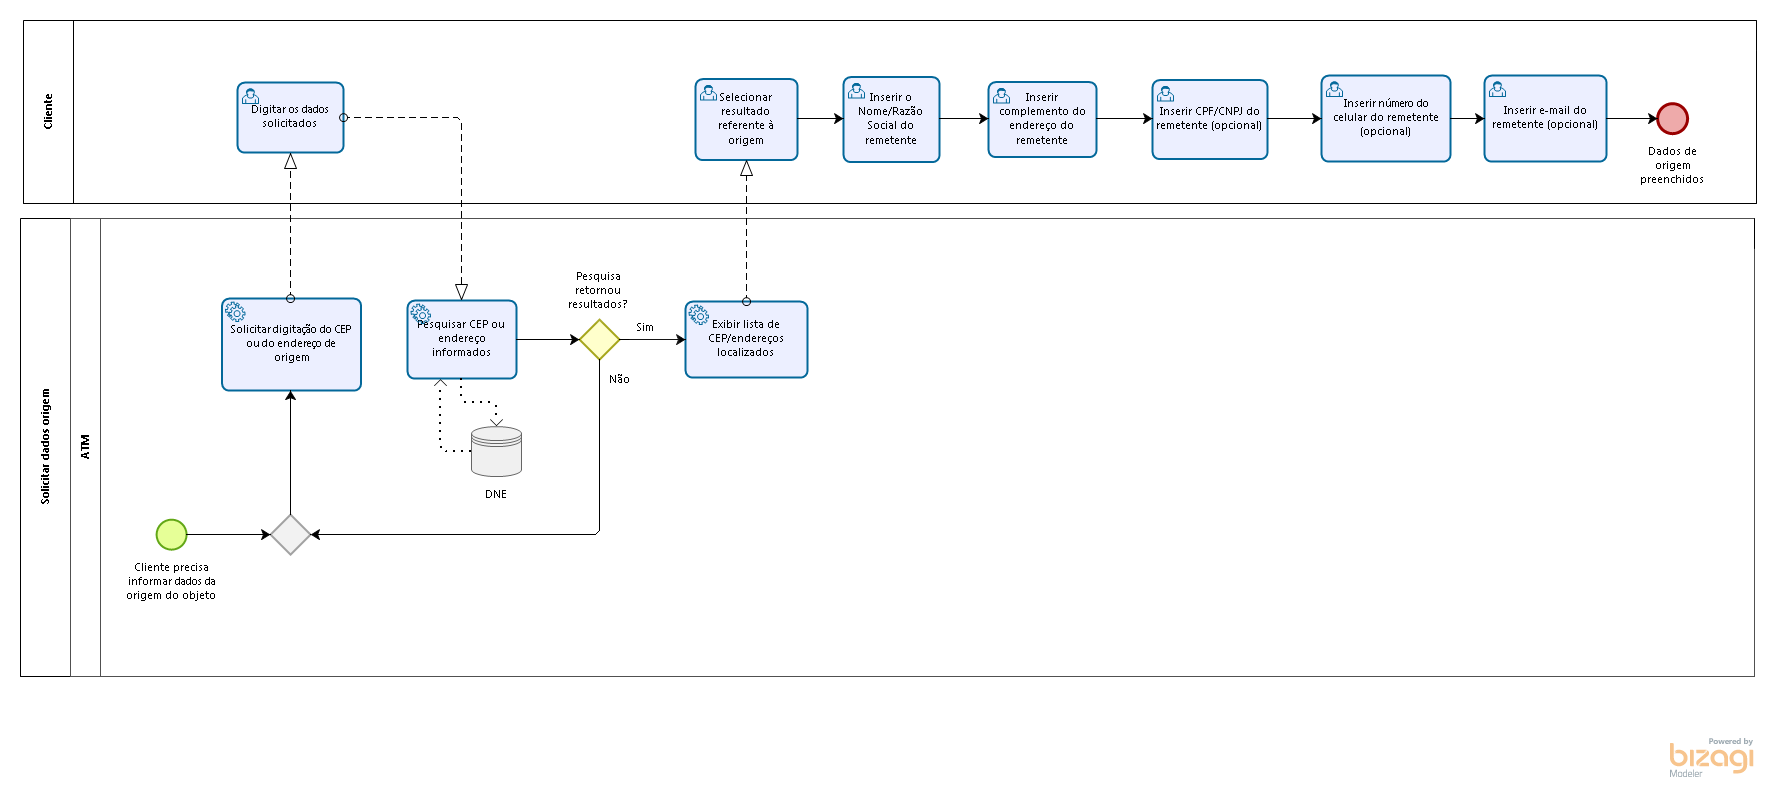 Cliente
Digitar os dados
solicitados
Selecionar
resultado
referente à
origem
Inserir o
Nome/Razão
Social do
remetente
Inserir
complemento do
endereço do
remetente
Inserir CPF/CNPJ do
remetente (opcional)
Inserir número do
celular do remetente
(opcional)
Inserir e-mail do
remetente (opcional)
Dados de
origem
preenchidos
Solicitar dados origem
ATM
Solicitar digitação do CEP
ou do endereço de
origem
Pesquisar CEP ou
endereço
informados
Pesquisa
retornou
resultados?
Sim
Não
Exibir lista de
CEP/endereços
localizados
DNE
Cliente precisa
informar dados da
origem do objeto
Powered by
bizagi
Modeler